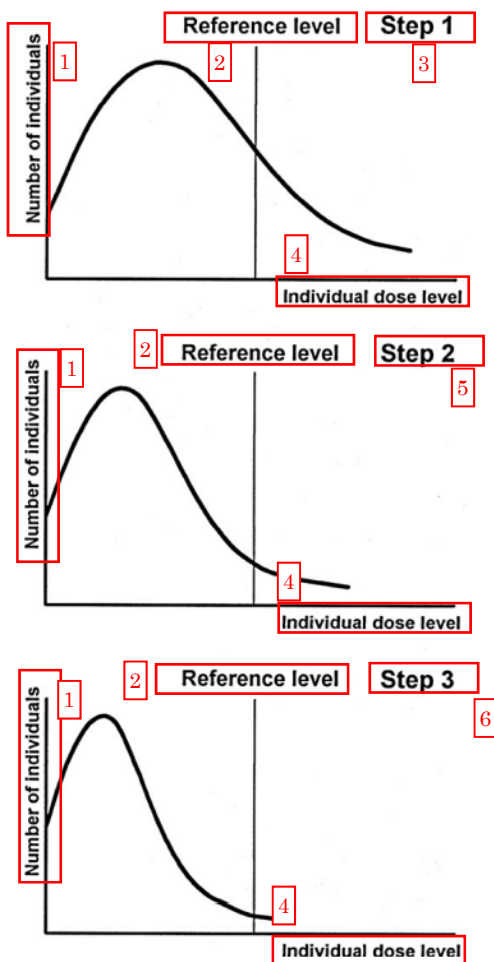 Reference level Step 1
1 2 3
Number of individuals
4
Individual dose level
2 Reference level Step 2
1 5
Number of individuals
4
Individual dose level
2 Reference level Step 3
1 6
Number of individuals
4
Individual dose level